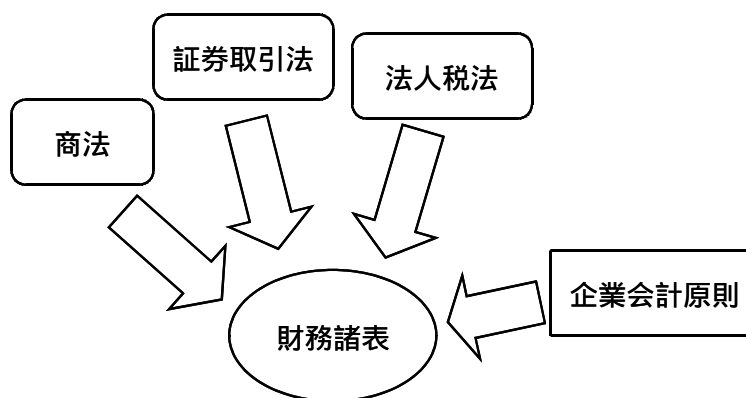 証券取引法
法人税法
商法
企業会計原則
財務諸表